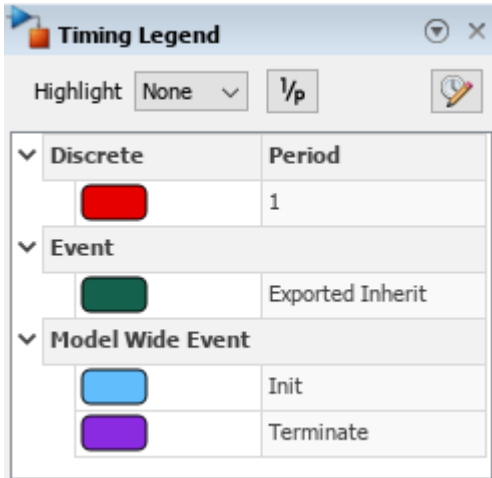 Timing Legend
Highlight None 1/p
Discrete Period
1
Event
Exported Inherit
Model Wide Event
Init
Terminate